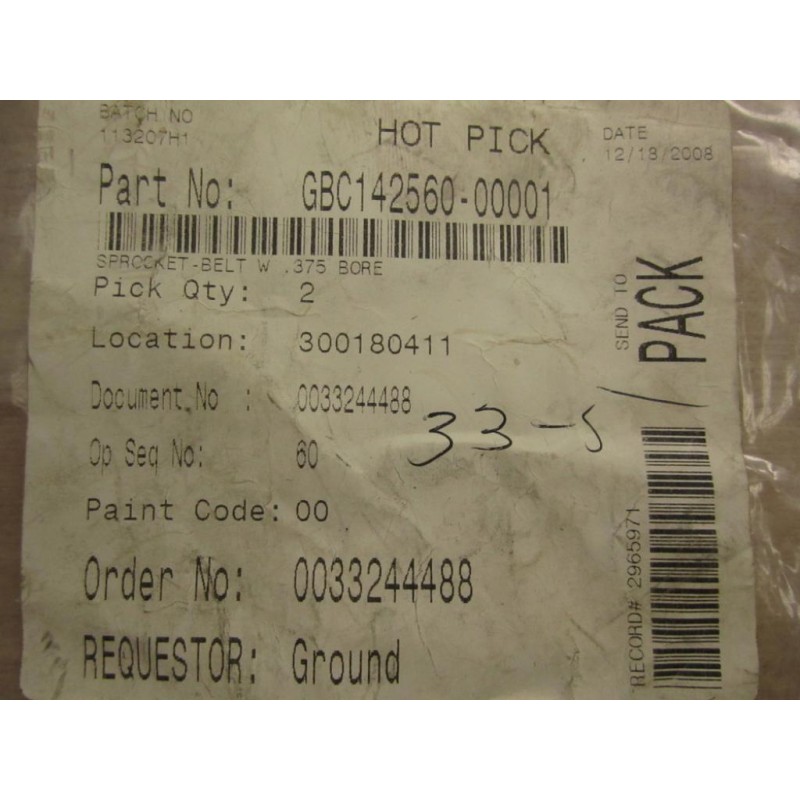 BATCH NO
113207H1
HOT PICK
DATE
12/13/2008
Part No: GBC142560-00001
SPROCKET-BELT W .375 BORE
Pick Qty: 2
Location: 300180411
Document No : 0033244488
33-5
Op Seq No: 60
Paint Code: 00
Order No: 0033244488
REQUESTOR: Ground
SEND TO
PACK
RECORD# 2965971